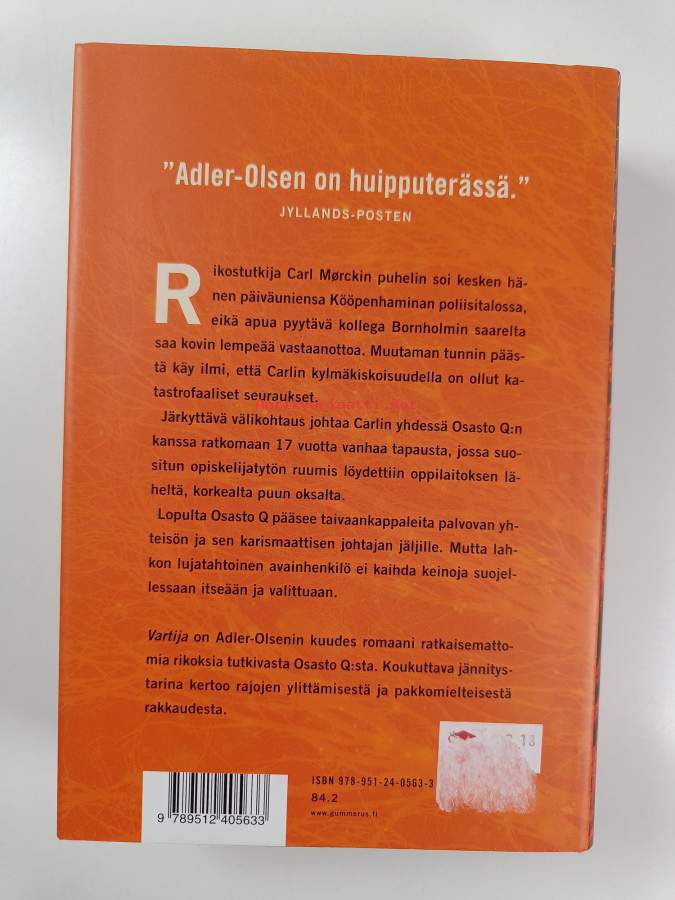 ”Adler-Olsen on huipputerässä.”
JYLLANDS-POSTEN
Rikostutkija Carl Mørckin puhelin soi kesken hä-
nen päiväuniensa Kööpenhaminan poliisitalossa,
eikä apua pyytävä kollega Bornholmin saarelta
saa kovin lempeää vastaanottoa. Muutaman tunnin pääs-
tä käy ilmi, että Carlin kylmäkiskoisuudella on ollut ka-
tastrofaaliset seuraukset.
Järkyttävä välikohtaus johtaa Carlin yhdessä Osasto Q:n
kanssa ratkomaan 17 vuotta vanhaa tapausta, jossa suo-
situn opiskelijatytön ruumis löydettiin oppilaitoksen lä-
heltä, korkealta puun oksalta.
Lopulta Osasto Q pääsee taivaankappaleita palvovan yh-
teisön ja sen karismaattisen johtajan jäljille. Mutta lah-
kon lujatahtoinen avainhenkilö ei kaihda keinoja suojel-
lessaan itseään ja valittuaan.
Vartija on Adler-Olsenin kuudes romaani ratkaisematto-
mia rikoksia tutkivasta Osasto Q:sta. Koukuttava jännitys-
tarina kertoo rajojen ylittämisestä ja pakkomielteisestä
rakkaudesta.
ISBN 978-951-24-0563-3
84.2
www.gummerus.fi
9 789512 405633